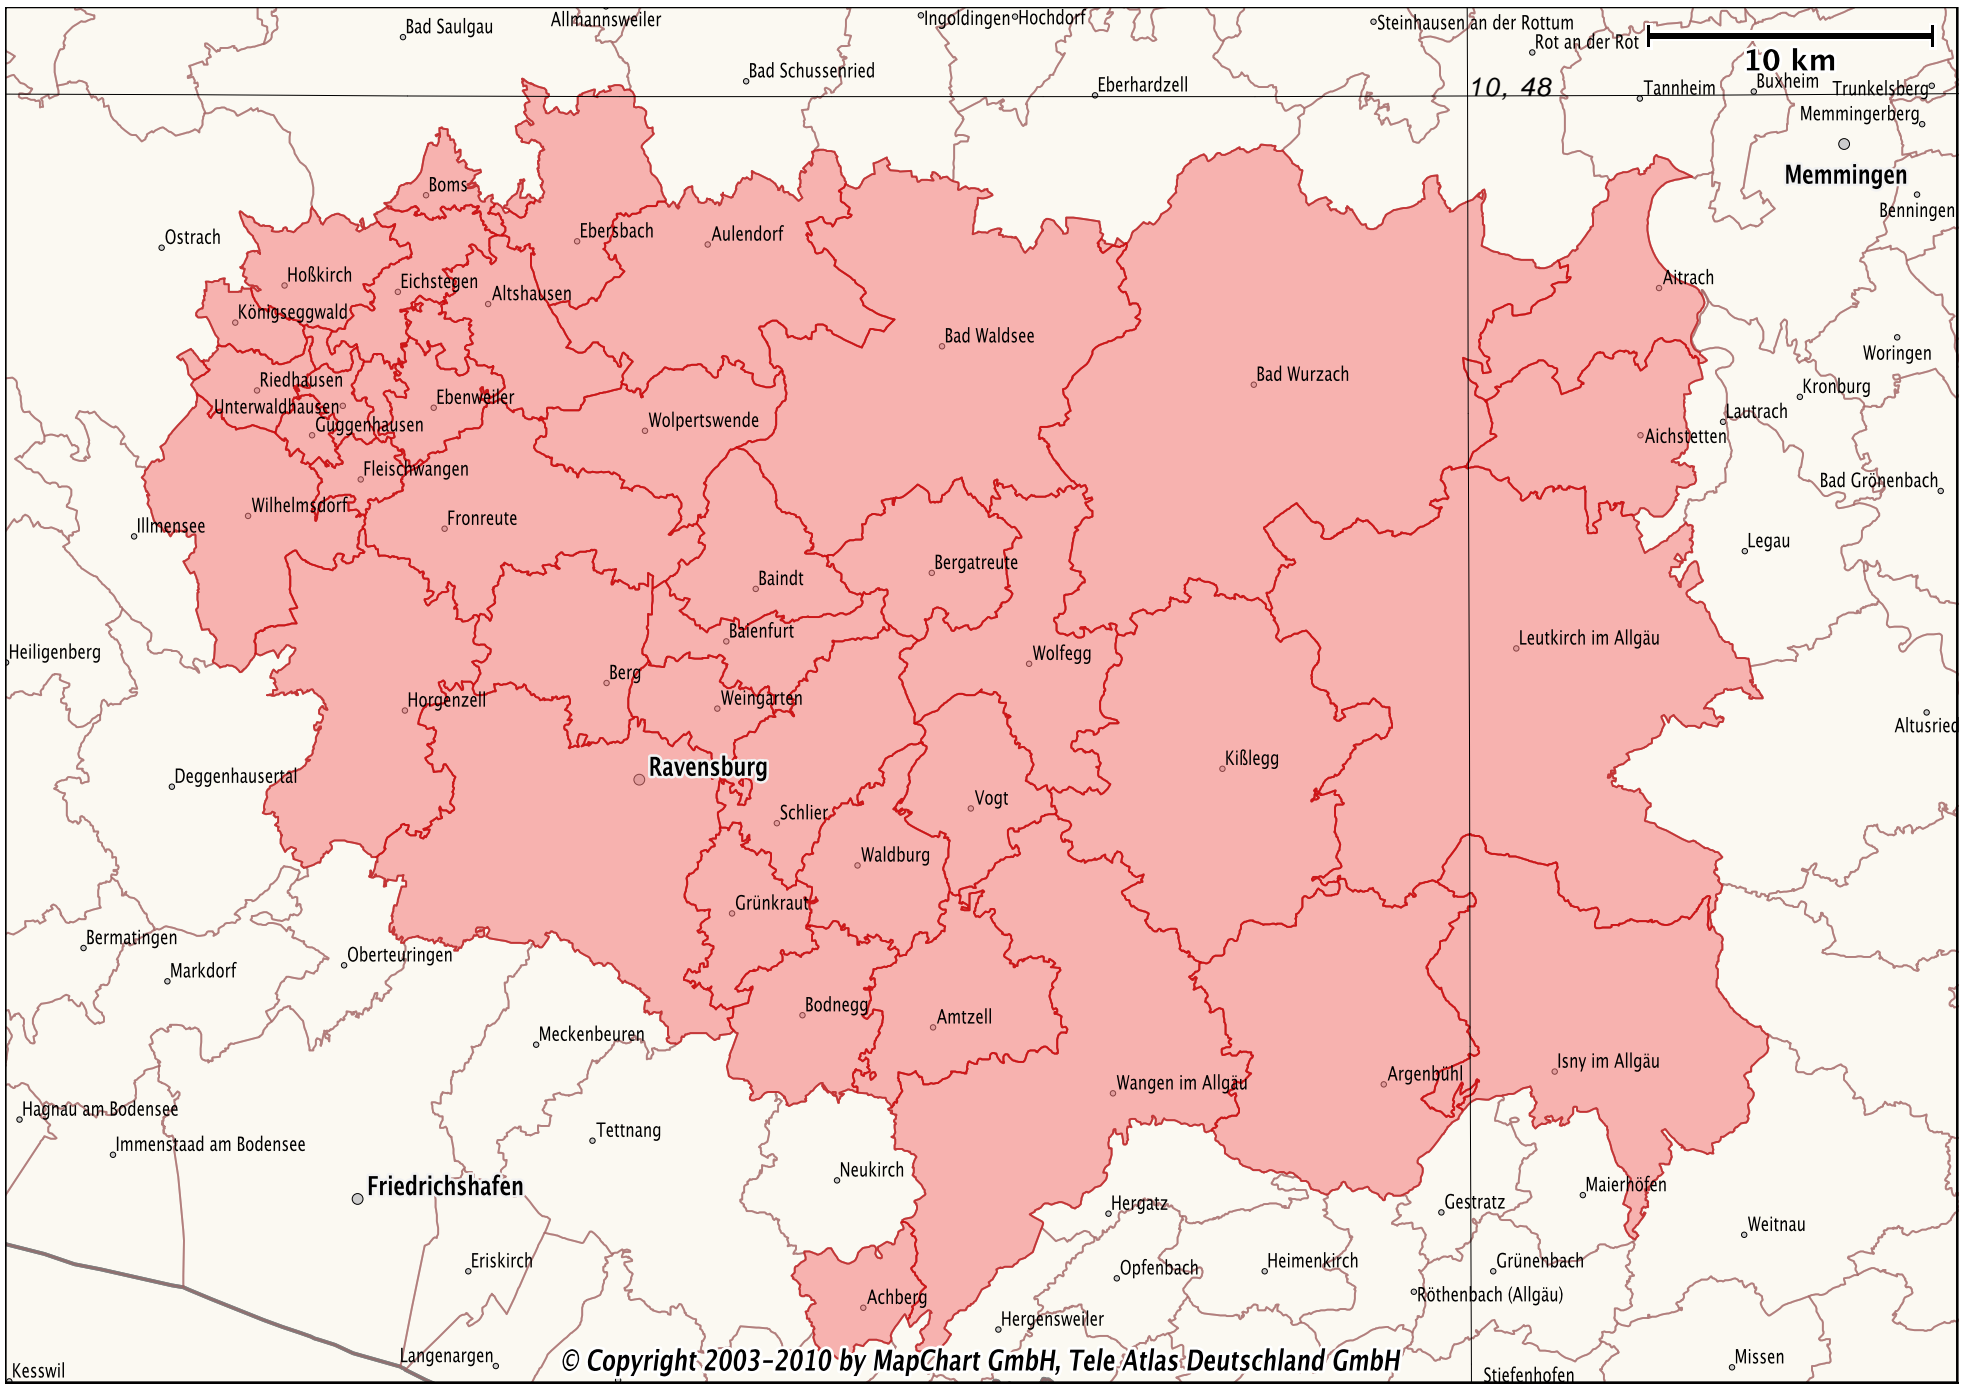 Allmannsweiler
Ingoldingen
Hochdorf
Steinhausen an der Rottum
Bad Saulgau
Rot an der Rot
10 km
Bad Schussenried
Eberhardzell
10, 48
Tannheim
Buxheim
Trunkelsberg
Memmingerberg
Memmingen
Boms
Benningen
Ostrach
Ebersbach
Aulendorf
Hoßkirch
Eichstegen
Altshausen
Aitrach
Königseggwald
Bad Waldsee
Woringen
Riedhausen
Bad Wurzach
Kronburg
Unterwaldhausen
Ebenweiler
Lautrach
Guggenhausen
Wolpertswende
Aichstetten
Fleischwangen
Bad Grönenbach
Wilhelmsdorf
Fronreute
Illmensee
Legau
Bergatreute
Baindt
Baienfurt
Leutkirch im Allgäu
Heiligenberg
Wolfegg
Berg
Horgenzell
Weingarten
Altusried
Ravensburg
Kißlegg
Deggenhausertal
Vogt
Schlier
Waldburg
Grünkraut
Bermatingen
Oberteuringen
Markdorf
Bodnegg
Amtzell
Meckenbeuren
Isny im Allgäu
Argenbühl
Wangen im Allgäu
Hagnau am Bodensee
Tettnang
Immenstaad am Bodensee
Neukirch
Friedrichshafen
Maierhöfen
Hergatz
Gestratz
Weitnau
Eriskirch
Opfenbach
Heimenkirch
Grünenbach
Achberg
Röthenbach (Allgäu)
Hergensweiler
Langenargen
© Copyright 2003-2010 by MapChart GmbH, Tele Atlas Deutschland GmbH
Missen
Kesswil
Stiefenhofen